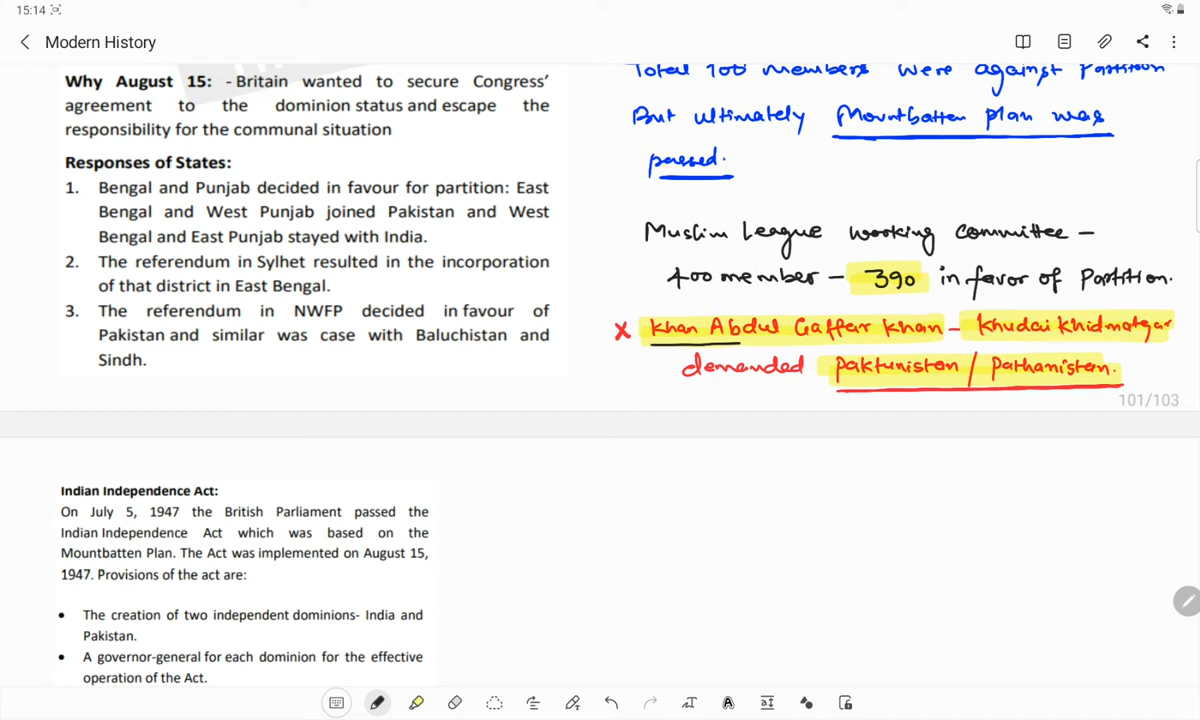 15:14
Modern History
Why August 15: - Britain wanted to secure Congress'
agreement to the dominion status and escape the
responsibility for the communal situation
Responses of States:
1. Bengal and Punjab decided in favour for partition: East
Bengal and West Punjab joined Pakistan and West
Bengal and East Punjab stayed with India.
2. The referendum in Sylhet resulted in the incorporation
of that district in East Bengal.
3. The referendum in NWFP decided in favour of
Pakistan and similar was case with Baluchistan and
Sindh.
Total 100 members were against Partition
But ultimately Mountbatten plan was
passed.
Muslim League working committee –
400 member – 390 in favor of Partition.
x Khan Abdul Gaffar Khan – Khudai Khidmatgar
demanded Paktunistan / Pathanistan.
101/103
Indian Independence Act:
On July 5, 1947 the British Parliament passed the
Indian Independence Act which was based on the
Mountbatten Plan. The Act was implemented on August 15,
1947. Provisions of the act are:
• The creation of two independent dominions- India and
Pakistan.
• A governor-general for each dominion for the effective
operation of the Act.